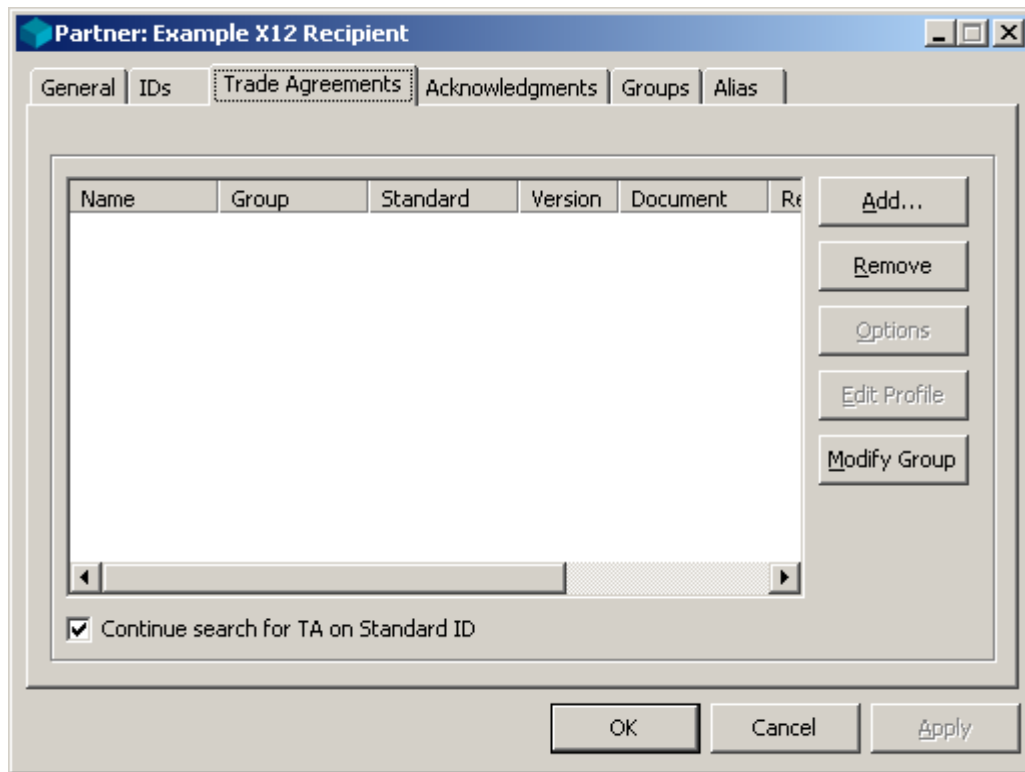 Partner: Example X12 Recipient
General IDs Trade Agreements Acknowledgments Groups Alias
Name Group Standard Version Document Re
Add...
Remove
Options
Edit Profile
Modify Group
Continue search for TA on Standard ID
OK Cancel Apply